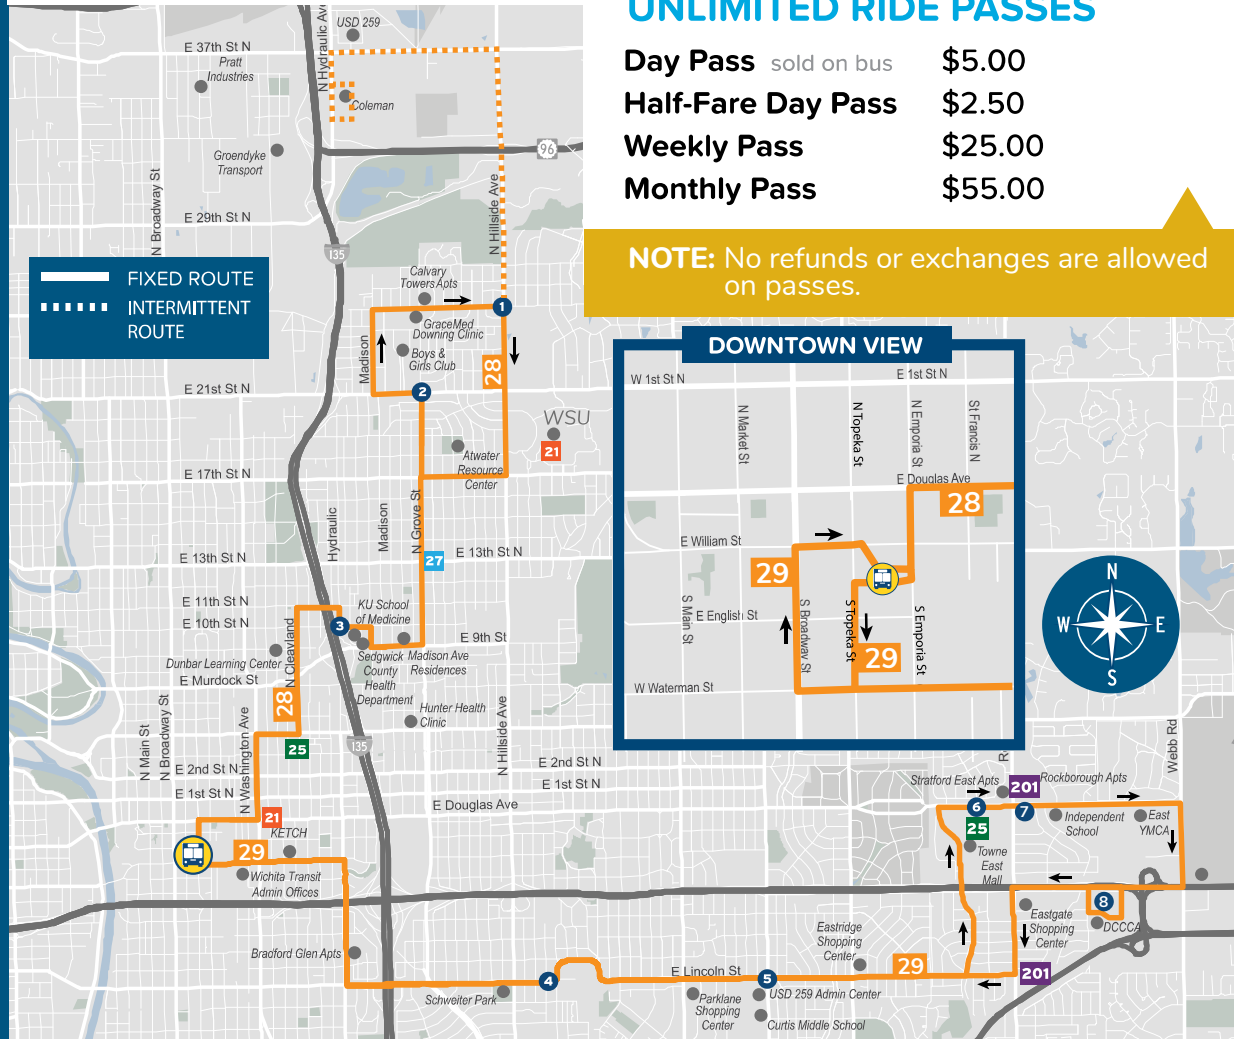 UNLIMITED RIDE PASSES
Day Pass sold on bus $5.00
Half-Fare Day Pass $2.50
Weekly Pass $25.00
Monthly Pass $55.00
NOTE: No refunds or exchanges are allowed
on passes.
USD 259
E 37th St N
Pratt
Industries
N Hydraulic Av
Coleman
Groendyke
Transport
96
N Broadway St
N Hillside Ave
E 29th St N
135
FIXED ROUTE
INTERMITTENT
ROUTE
Calvary
Towers Apts
1
GraceMed
Downing Clinic
Boys &
Girls Club
Madison
28
E 21st St N
2
WSU
21
Atwater
Resource
Center
E 17th St N
Hydraulic
Madison
N Grove St
E 13th St N
27
E 13th St N
E 11th St N
E 10th St N
KU School
of Medicine
3
E 9th St
Dunbar Learning Center
N Cleavland
Sedgwick
County
Health
Department
Madison Ave
Residences
E Murdock St
28
Hunter Health
Clinic
N Main St
N Broadway St
N Washington Ave
N Hillside Ave
25
135
E 2nd St N
E 2nd St N
E 1st St N
E 1st St N
E Douglas Ave
21
KETCH
29
Wichita Transit
Admin Offices
Bradford Glen Apts
Schweiter Park
4
E Lincoln St
5
Parklane
Shopping
Center
USD 259 Admin Center
Curtis Middle School
Eastridge
Shopping
Center
29
201
Eastgate
Shopping
Center
8
DCCCA
Stratford East Apts
201
Rockborough Apts
6
7
25
Towne
East
Mall
Independent
School
East
YMCA
Webb Rd
DOWNTOWN VIEW
W 1st St N
E 1st St N
N Market St
N Topeka St
N Emporia St
St Francis N
E Douglas Ave
28
E William St
29
S Main St
E English St
S Broadway St
S Topeka St
S Emporia St
29
W Waterman St
N
W
E
S